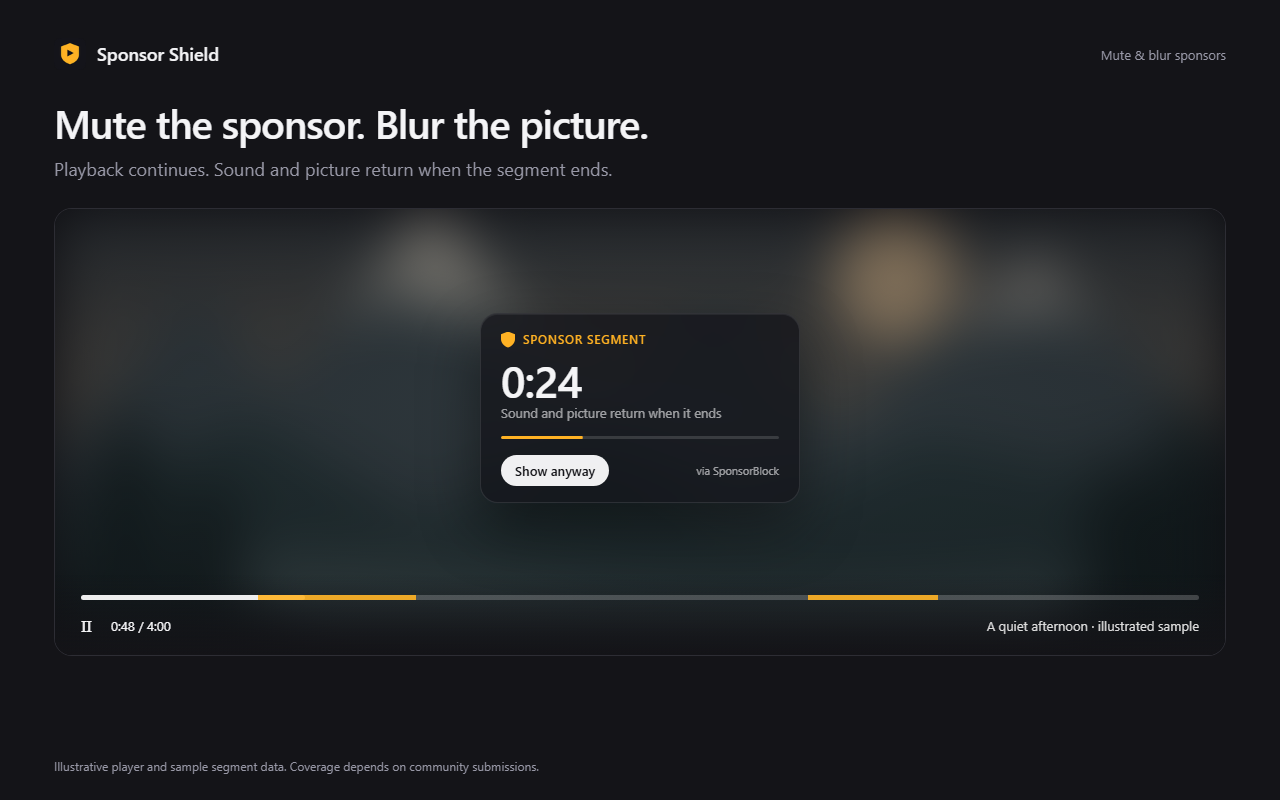 Sponsor Shield
Mute & blur sponsors
Mute the sponsor. Blur the picture.
Playback continues. Sound and picture return when the segment ends.
SPONSOR SEGMENT
0:24
Sound and picture return when it ends
Show anyway
via SponsorBlock
0:48 / 4:00
A quiet afternoon · illustrated sample
Illustrative player and sample segment data. Coverage depends on community submissions.